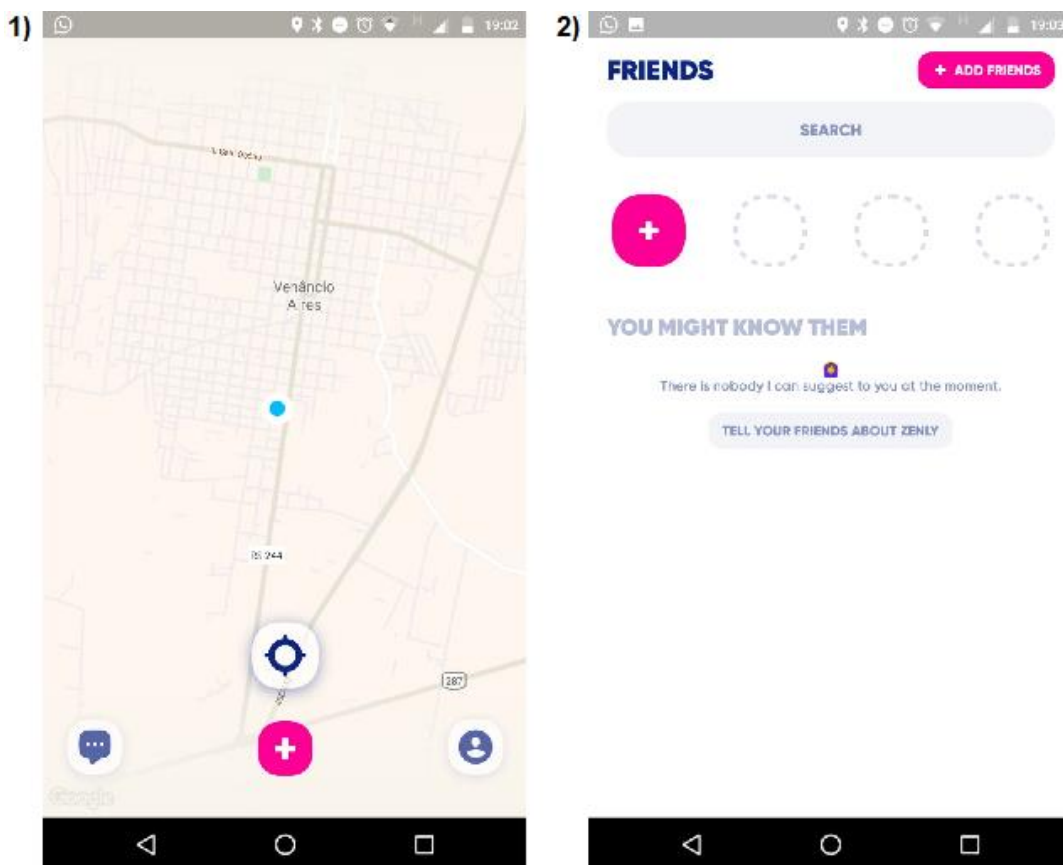 1)
19:02
Venâncio
Aires
RS 244
287
Google
2)
19:03
FRIENDS
+ ADD FRIENDS
SEARCH
YOU MIGHT KNOW THEM
There is nobody I can suggest to you at the moment.
TELL YOUR FRIENDS ABOUT ZENLY